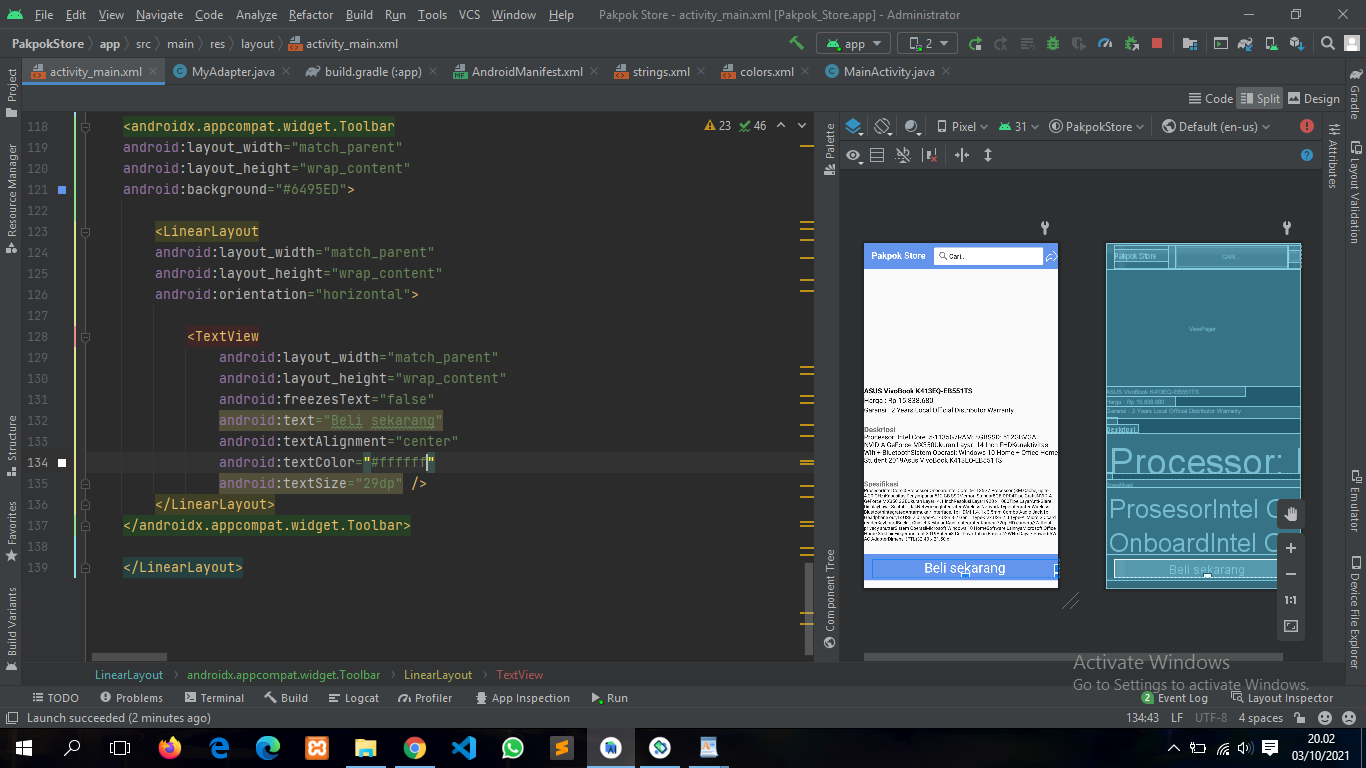 File Edit View Navigate Code Analyze Refactor Build Run Tools VCS Window Help Pakpok Store - activity_main.xml [Pakpok_Store.app] - Administrator
PakpokStore app src main res layout activity_main.xml app 2
activity_main.xml MyAdapter.java build.gradle (:app) AndroidManifest.xml strings.xml colors.xml MainActivity.java
Code Split Design
Project
Resource Manager
Structure
Favorites
Build Variants
118 <androidx.appcompat.widget.Toolbar
119 android:layout_width="match_parent"
120 android:layout_height="wrap_content"
121 android:background="#6495ED">
122
123 <LinearLayout
124 android:layout_width="match_parent"
125 android:layout_height="wrap_content"
126 android:orientation="horizontal">
127
128 <TextView
129 android:layout_width="match_parent"
130 android:layout_height="wrap_content"
131 android:freezesText="false"
132 android:text="Beli sekarang"
133 android:textAlignment="center"
134 android:textColor="#ffffff"
135 android:textSize="29dp" />
136 </LinearLayout>
137 </androidx.appcompat.widget.Toolbar>
138
139 </LinearLayout>
23 46
Palette
Component Tree
Pixel 31 PakpokStore Default (en-us)
Pakpok Store Cari..
ASUS VivoBook K413EQ-EB551TS
Harga : Rp 15.838.680
Garansi : 2 Years Local Official Distributor Warranty
Deskripsi
Spesifikasi
Beli sekarang
Pakpok Store CARI...
ViewPager
ASUS VivoBook K413EQ-EB551TS
Harga : Rp 15.838.680
Garansi : 2 Years Local Official Distributor Warranty
Deskripsi
Processor: I
Spesifikasi
ProsesorIntel C
OnboardIntel C
Beli sekarang
1:1
Gradle
Attributes
Layout Validation
Emulator
Device File Explorer
Activate Windows
Go to Settings to activate Windows.
LinearLayout androidx.appcompat.widget.Toolbar LinearLayout TextView
TODO Problems Terminal Build Logcat Profiler App Inspection Run 2 Event Log Layout Inspector
Launch succeeded (2 minutes ago) 134:43 LF UTF-8 4 spaces
20.02
03/10/2021